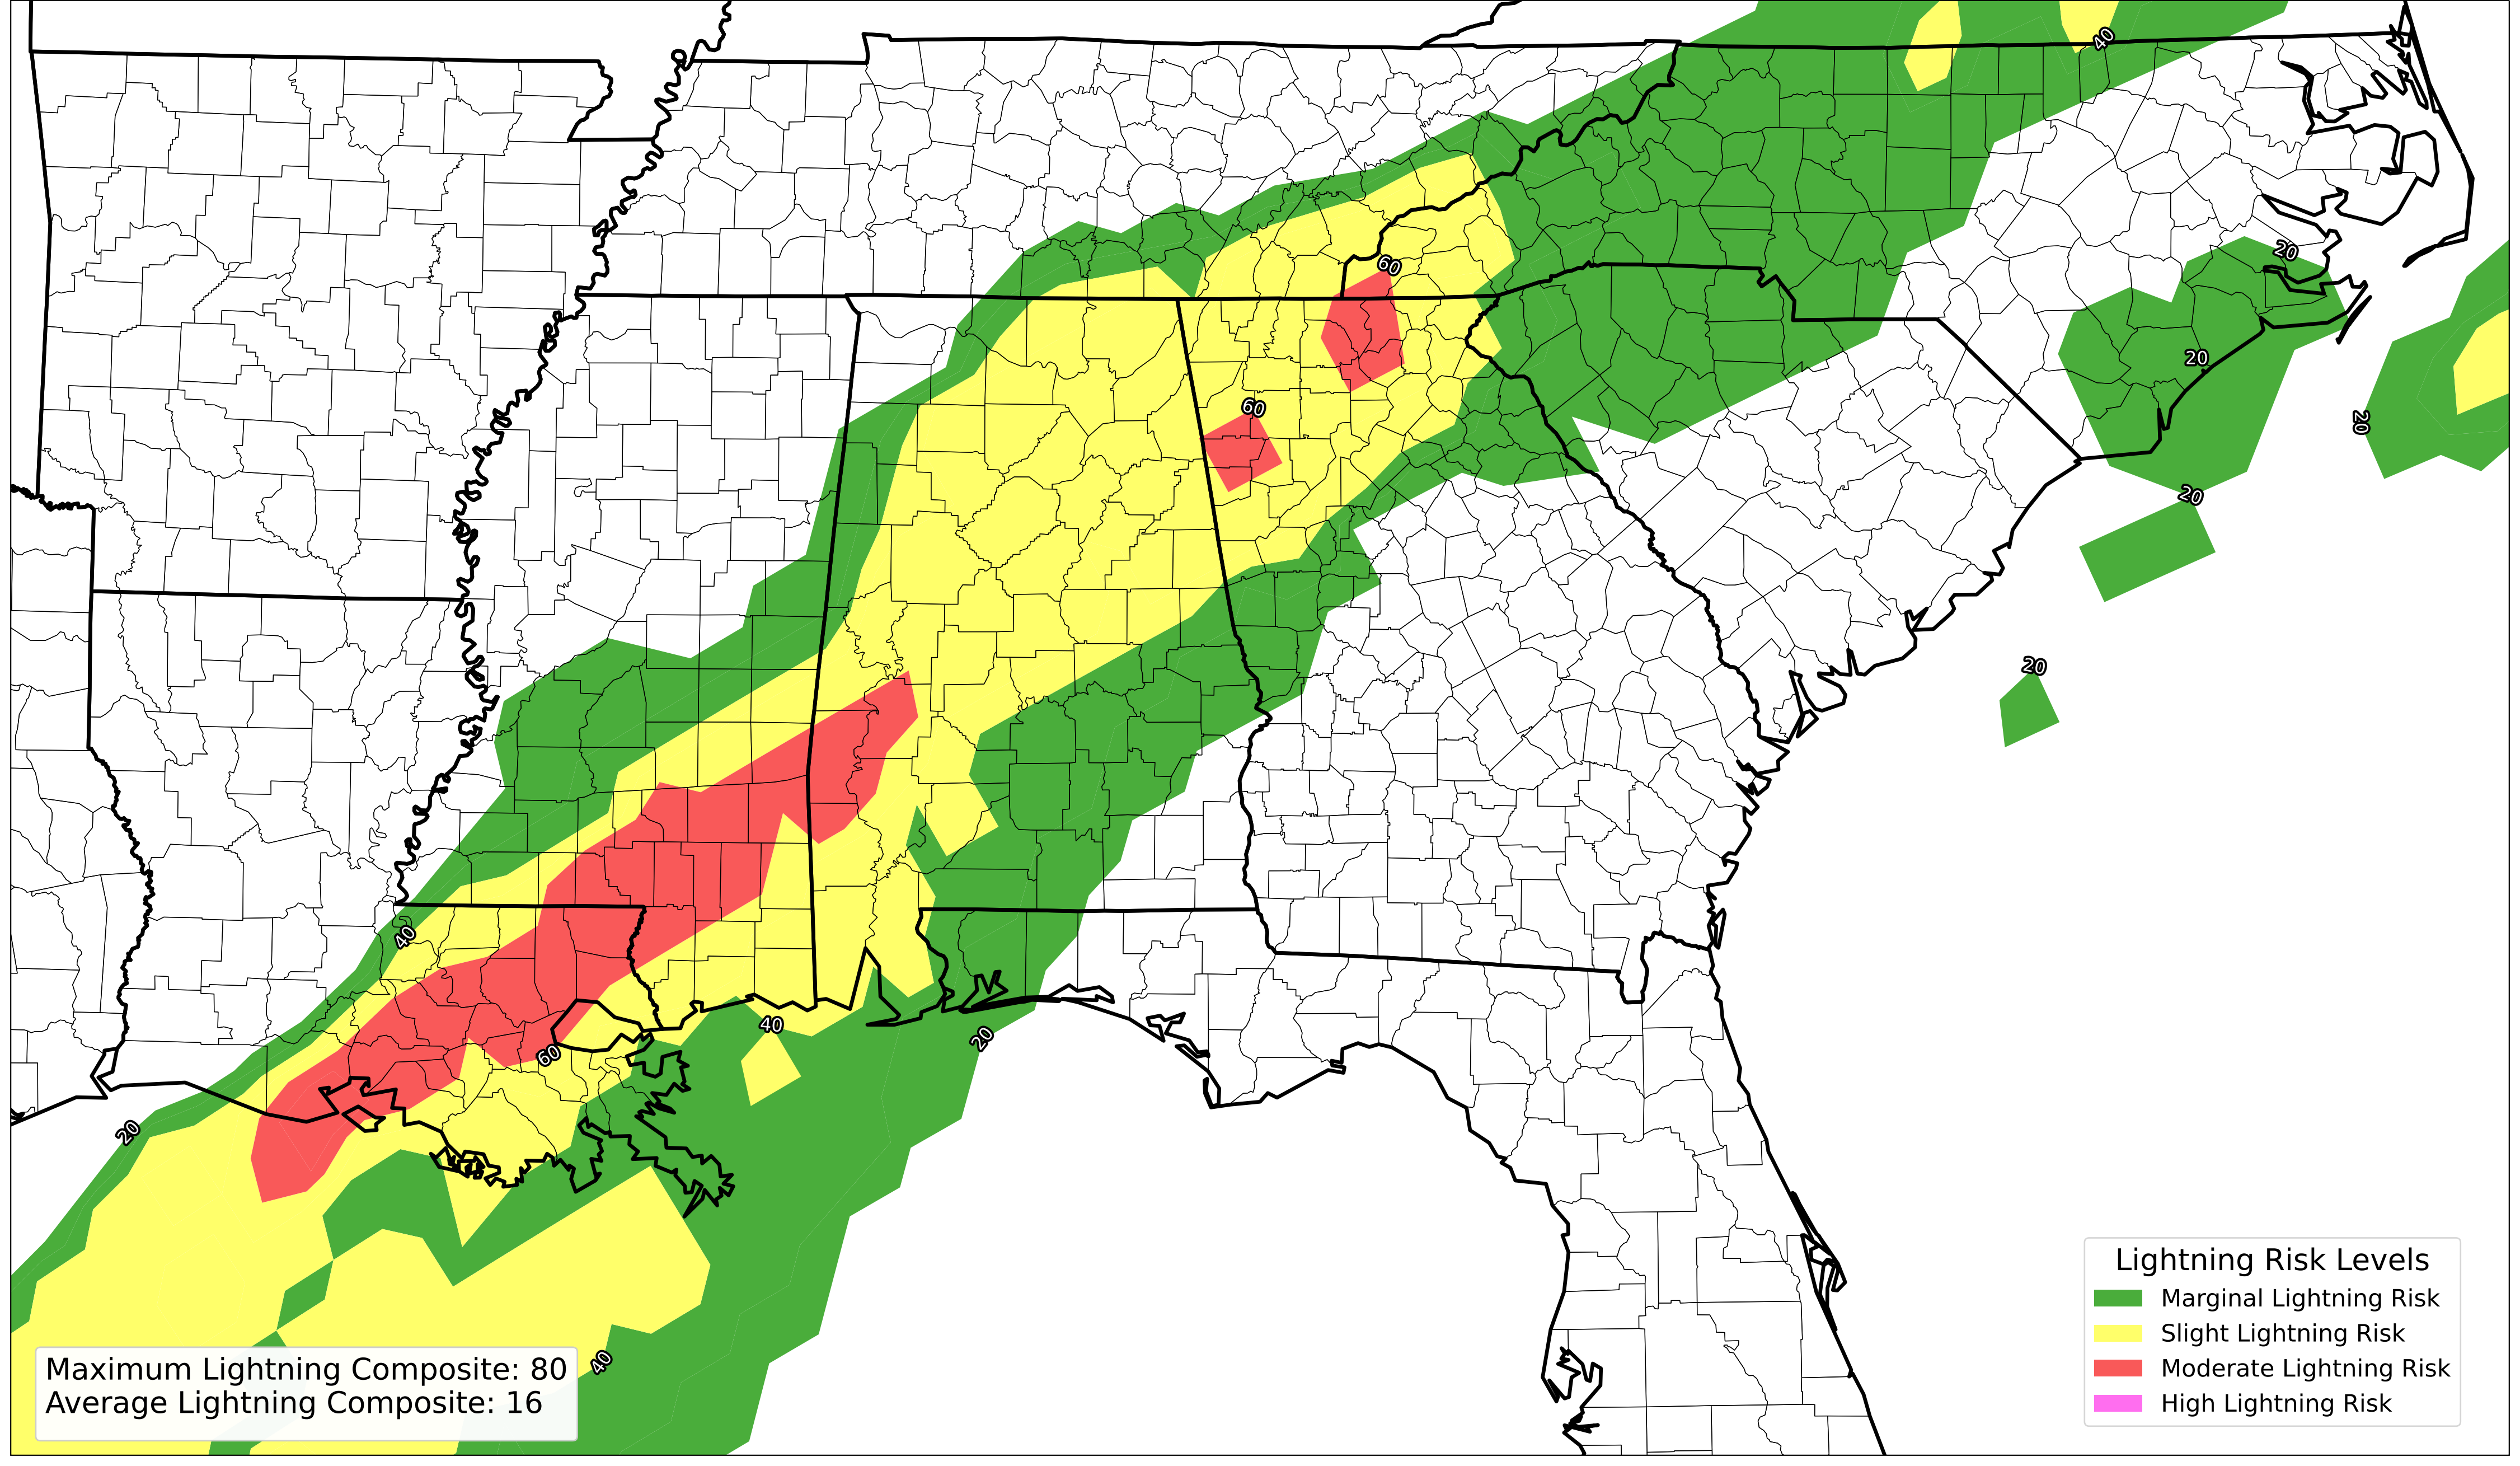 40
20
60
20
60
20
20
20
20
40
40
20
60
20
40
Lightning Risk Levels
Marginal Lightning Risk
Slight Lightning Risk
Moderate Lightning Risk
High Lightning Risk
Maximum Lightning Composite: 80
Average Lightning Composite: 16